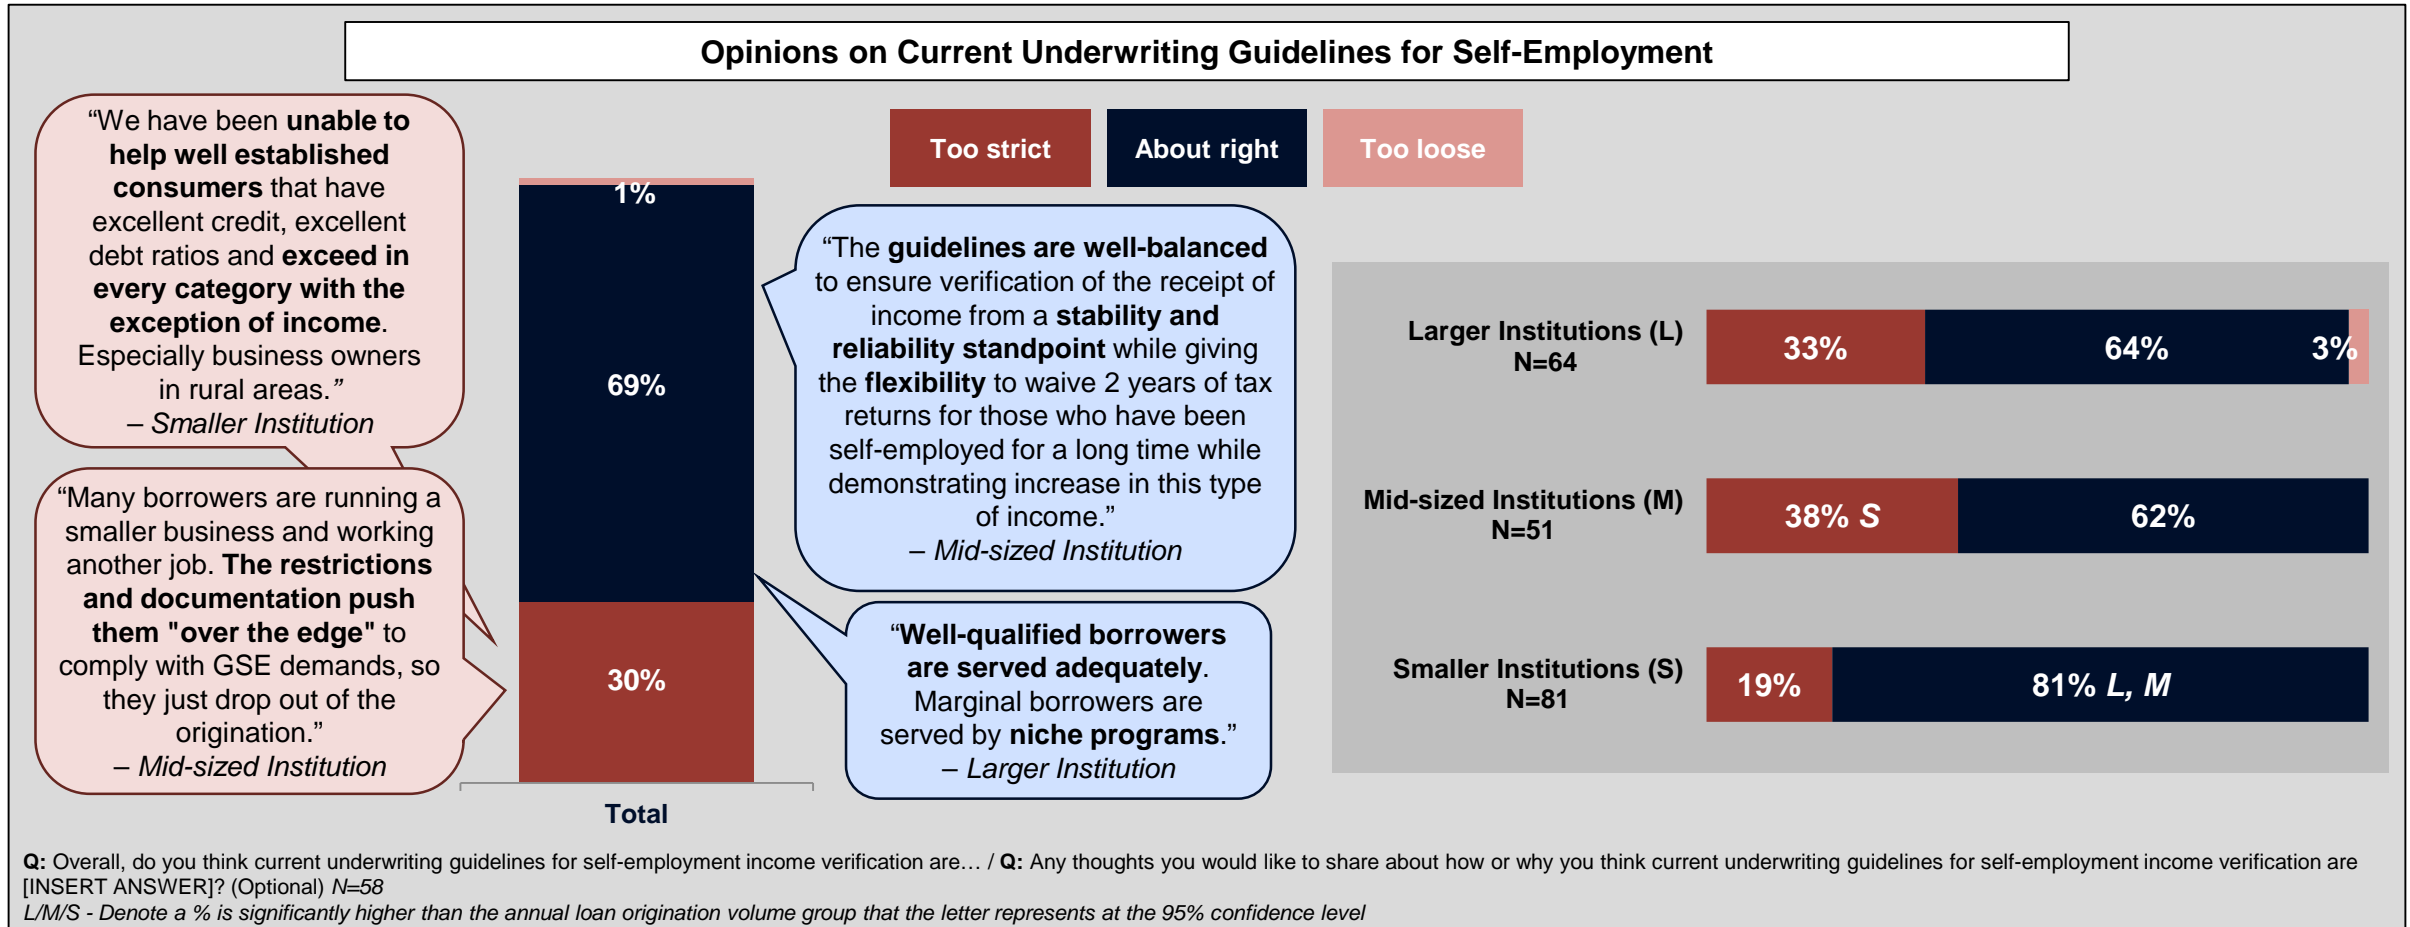 Opinions on Current Underwriting Guidelines for Self-Employment
“We have been unable to
help well established
consumers that have
excellent credit, excellent
debt ratios and exceed in
every category with the
exception of income.
Especially business owners
in rural areas.”
– Smaller Institution
“Many borrowers are running a
smaller business and working
another job. The restrictions
and documentation push
them "over the edge" to
comply with GSE demands, so
they just drop out of the
origination.”
– Mid-sized Institution
Too strict
About right
Too loose
1%
69%
30%
Total
“The guidelines are well-balanced
to ensure verification of the receipt of
income from a stability and
reliability standpoint while giving
the flexibility to waive 2 years of tax
returns for those who have been
self-employed for a long time while
demonstrating increase in this type
of income.”
– Mid-sized Institution
“Well-qualified borrowers
are served adequately.
Marginal borrowers are
served by niche programs.”
– Larger Institution
Larger Institutions (L)
N=64
33%
64%
3%
Mid-sized Institutions (M)
N=51
38% S
62%
Smaller Institutions (S)
N=81
19%
81% L, M
Q: Overall, do you think current underwriting guidelines for self-employment income verification are… / Q: Any thoughts you would like to share about how or why you think current underwriting guidelines for self-employment income verification are
[INSERT ANSWER]? (Optional) N=58
L/M/S - Denote a % is significantly higher than the annual loan origination volume group that the letter represents at the 95% confidence level